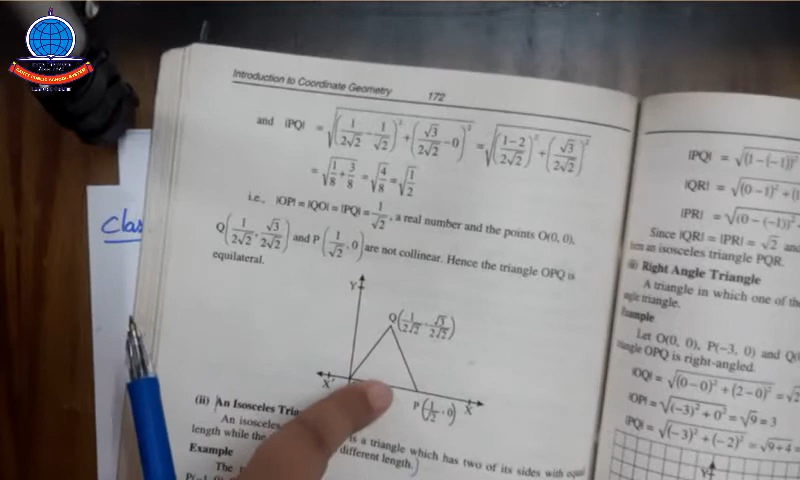 Introduction to Coordinate Geometry 172
and |PQ| = √((1/2√2 − 1/√2)² + (√3/2√2 − 0)²) = √((1−2/2√2)² + (√3/2√2)²)
= √(1/8 + 3/8) = √(4/8) = √(1/2)
i.e., |OP| = |QO| = |PQ| = 1/√2, a real number and the points O(0, 0),
Q(1/2√2, √3/2√2) and P(1/√2, 0) are not collinear. Hence the triangle OPQ is
equilateral.
Y
Q(1/2√2, √3/2√2)
X′
P(1/√2, 0) X
(ii) An Isosceles
An isosceles is a triangle which has two of its sides with equal
length while the different length.
Example
The
|PQ| = √(1−(−1))²
|QR| = √(0−1)² +
|PR| = √(0−(−1))²
Since |QR| = |PR| = √2 and
isosceles triangle PQR.
Right Angle Triangle
A triangle in which one of the
triangle.
Example
Let O(0, 0), P(−3, 0) and
triangle OPQ is right-angled.
|OQ| = √(0−0)² + (2−0)² =
|OP| = √(−3)² + 0² = √9 = 3
|PQ| = √(−3)² + (−2)² = √9+4 =
Y
Clas